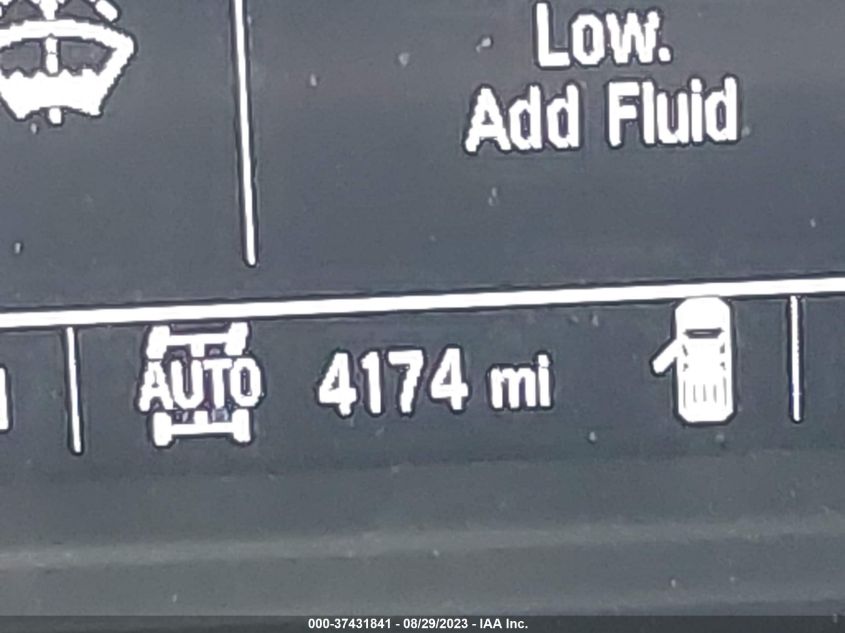 Low.
Add Fluid
AUTO 4174 mi
000-37431841 - 08/29/2023 - IAA Inc.